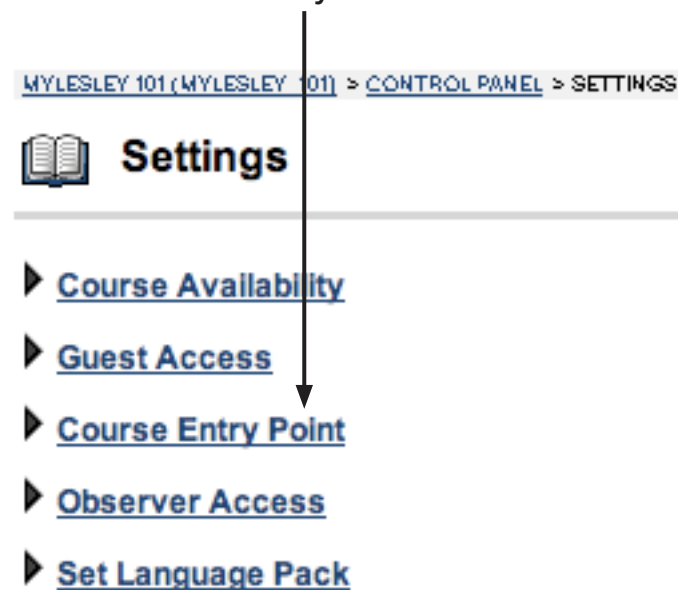 MYLESLEY 101 (MYLESLEY_101) > CONTROL PANEL > SETTINGS
Settings
Course Availability
Guest Access
Course Entry Point
Observer Access
Set Language Pack